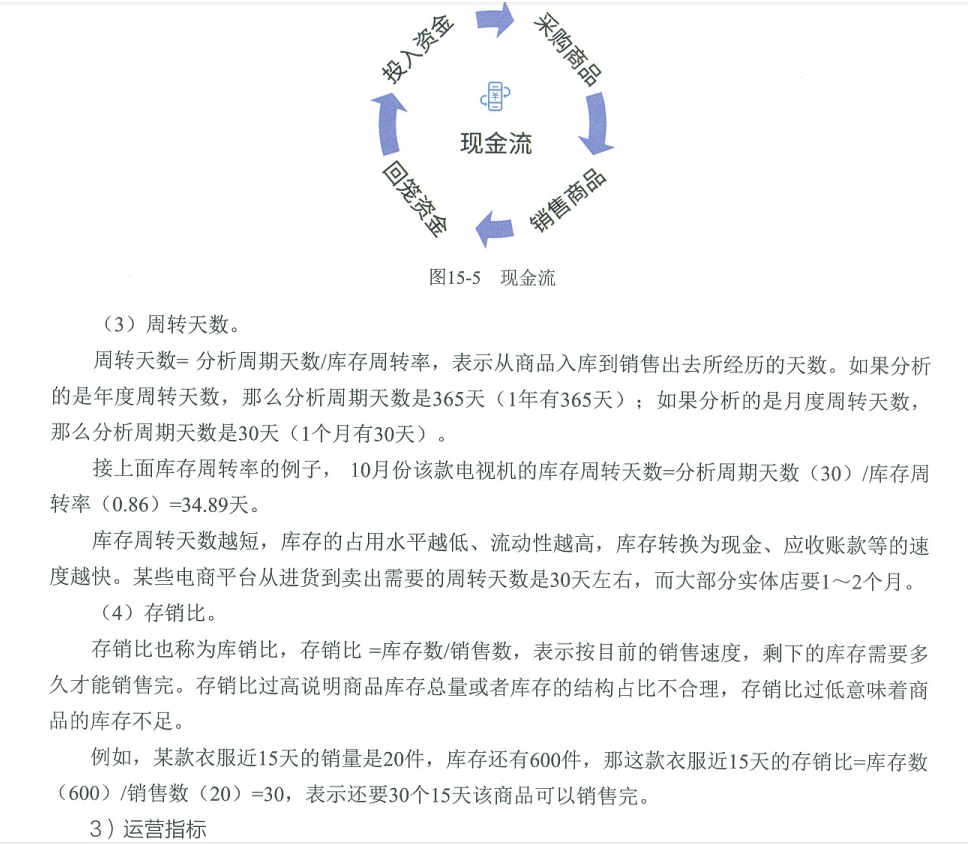 投入资金
采购商品
¥
现金流
回笼资金
销售商品
图15-5 现金流
（3）周转天数。
周转天数= 分析周期天数/库存周转率，表示从商品入库到销售出去所经历的天数。如果分析
的是年度周转天数，那么分析周期天数是365天（1年有365天）；如果分析的是月度周转天数，
那么分析周期天数是30天（1个月有30天）。
接上面库存周转率的例子， 10月份该款电视机的库存周转天数=分析周期天数（30）/库存周
转率（0.86）=34.89天。
库存周转天数越短，库存的占用水平越低、流动性越高，库存转换为现金、应收账款等的速
度越快。某些电商平台从进货到卖出需要的周转天数是30天左右，而大部分实体店要1～2个月。
（4）存销比。
存销比也称为库销比，存销比 =库存数/销售数，表示按目前的销售速度，剩下的库存需要多
久才能销售完。存销比过高说明商品库存总量或者库存的结构占比不合理，存销比过低意味着商
品的库存不足。
例如，某款衣服近15天的销量是20件，库存还有600件，那这款衣服近15天的存销比=库存数
（600）/销售数（20）=30，表示还要30个15天该商品可以销售完。
3）运营指标